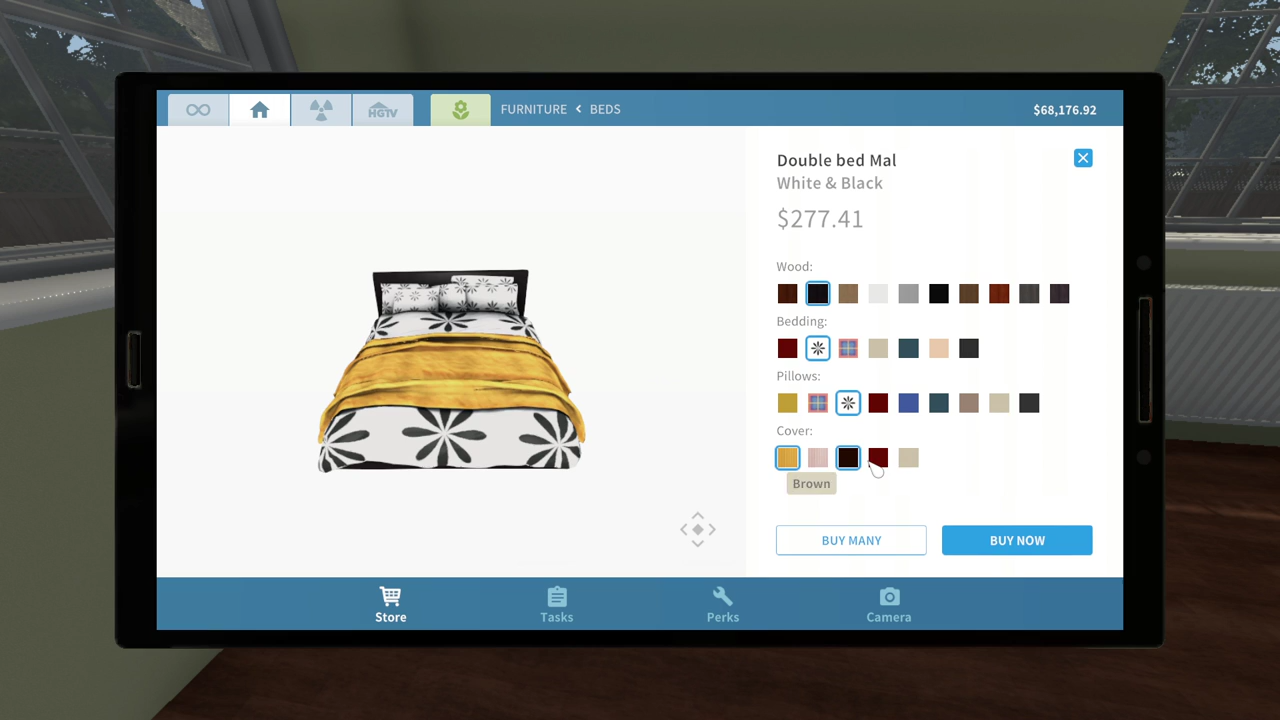 HGTV
FURNITURE < BEDS
$68,176.92
Double bed Mal
White & Black
$277.41
Wood:
Bedding:
Pillows:
Cover:
Brown
BUY MANY
BUY NOW
Store
Tasks
Perks
Camera